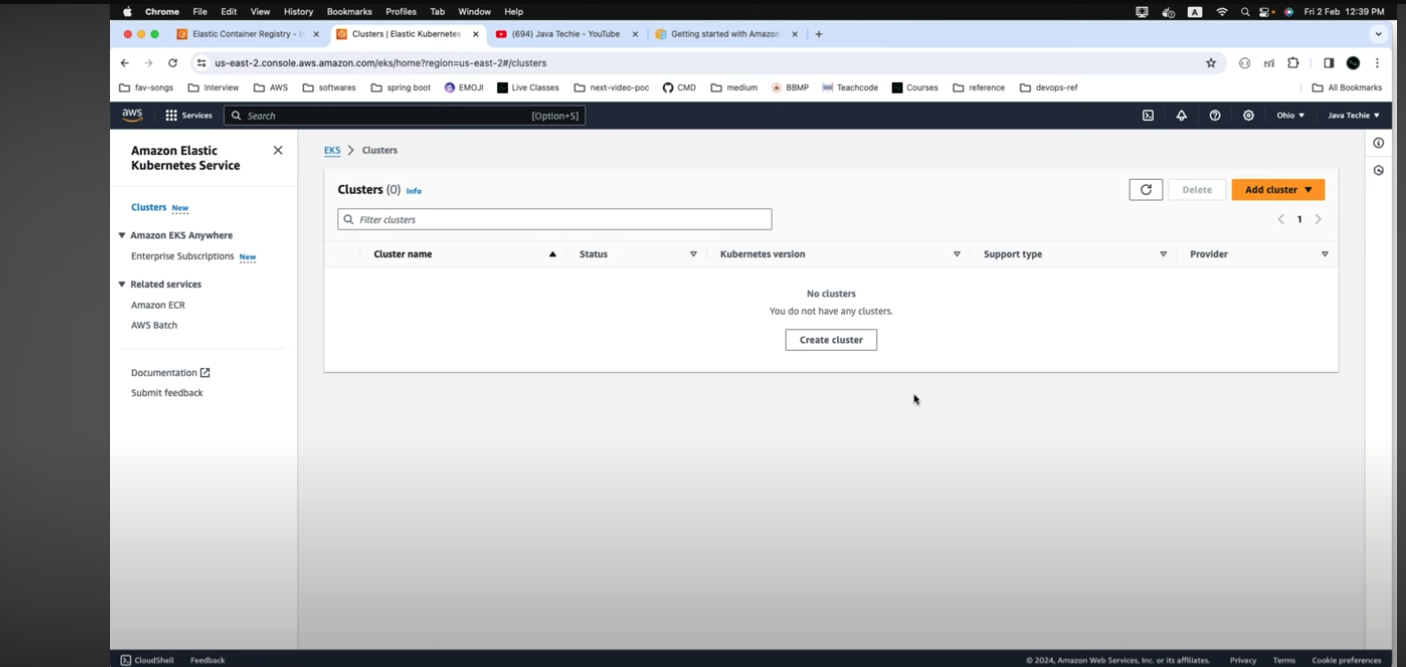 Chrome File Edit View History Bookmarks Profiles Tab Window Help A Fri 2 Feb 12:39 PM
Elastic Container Registry - Clusters | Elastic Kubernetes (694) Java Techie - YouTube Getting started with Amazon
us-east-2.console.aws.amazon.com/eks/home?region=us-east-2#/clusters
fav-songs Interview AWS softwares spring boot EMOJI Live Classes next-video-poc CMD medium BBMP Teachcode Courses reference devops-ref All Bookmarks
aws Services Search [Option+S] Ohio Java Techie
Amazon Elastic
Kubernetes Service
Clusters New
Amazon EKS Anywhere
Enterprise Subscriptions New
Related services
Amazon ECR
AWS Batch
Documentation
Submit feedback
EKS > Clusters
Clusters (0) Info Delete Add cluster
Filter clusters 1
Cluster name Status Kubernetes version Support type Provider
No clusters
You do not have any clusters.
Create cluster
CloudShell Feedback © 2024, Amazon Web Services, Inc. or its affiliates. Privacy Terms Cookie preferences